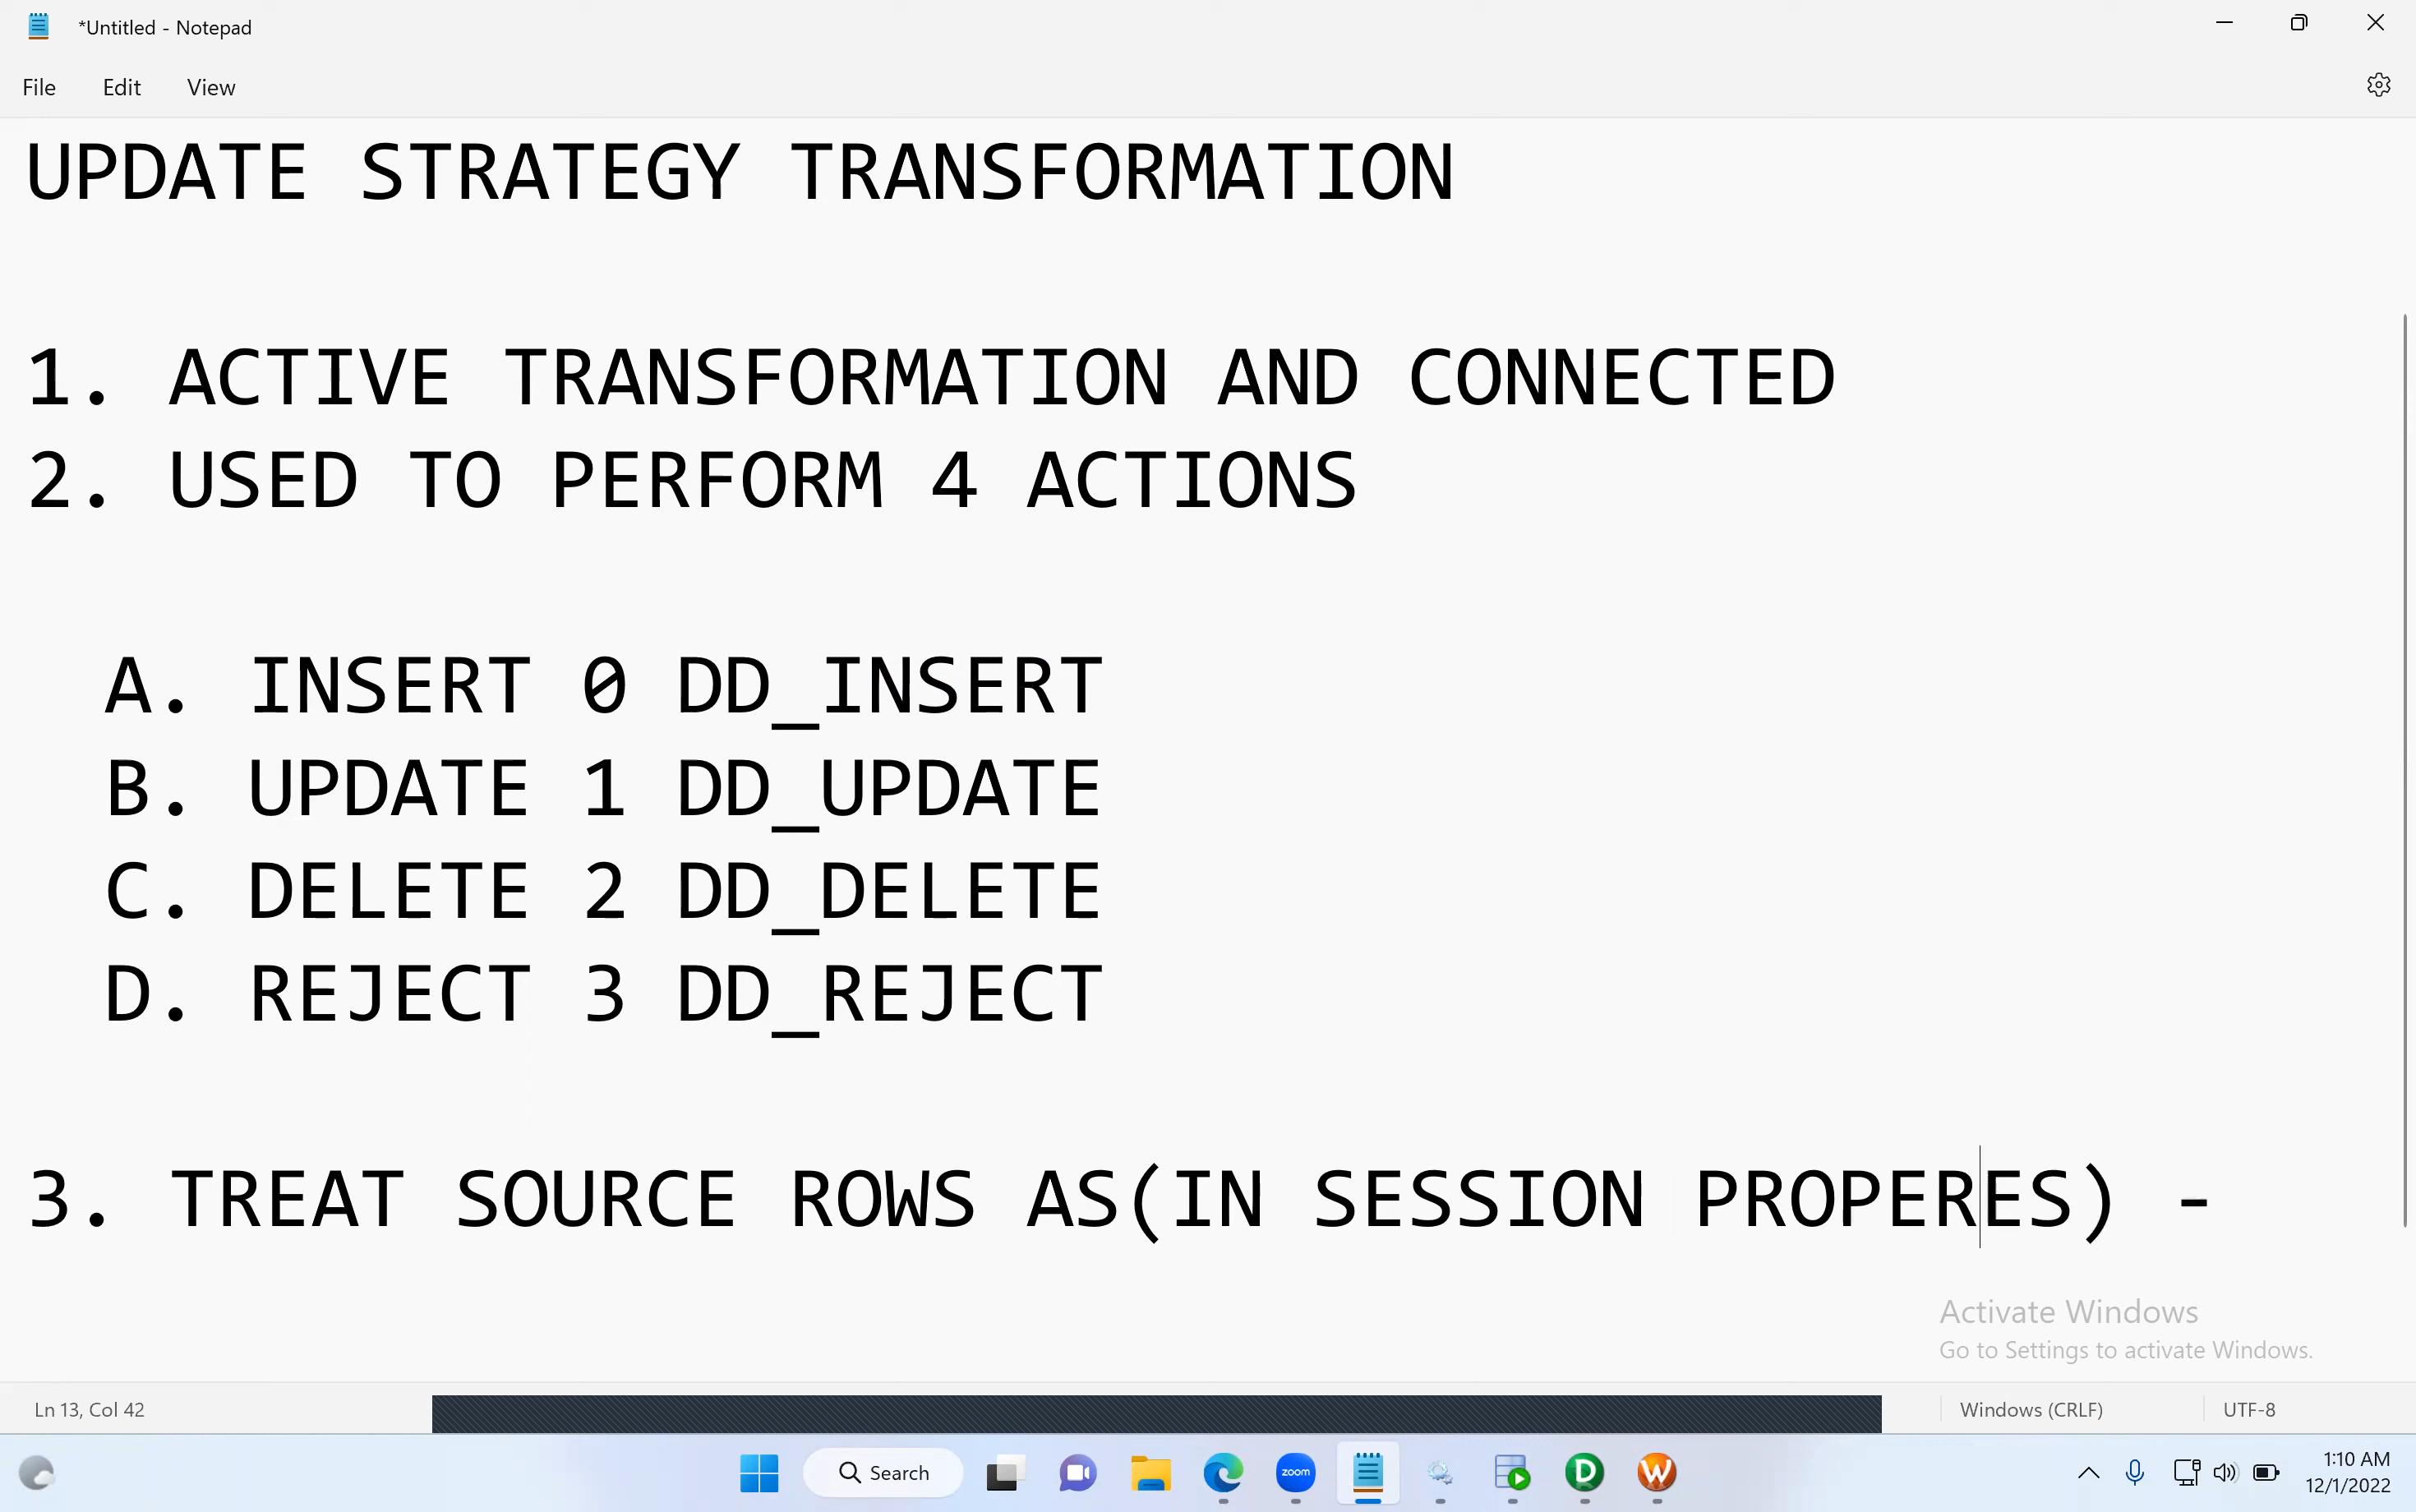 *Untitled - Notepad
File Edit View
UPDATE STRATEGY TRANSFORMATION
1. ACTIVE TRANSFORMATION AND CONNECTED
2. USED TO PERFORM 4 ACTIONS
A. INSERT 0 DD_INSERT
B. UPDATE 1 DD_UPDATE
C. DELETE 2 DD_DELETE
D. REJECT 3 DD_REJECT
3. TREAT SOURCE ROWS AS(IN SESSION PROPERES) -
Activate Windows
Go to Settings to activate Windows.
Ln 13, Col 42 Windows (CRLF) UTF-8
Search zoom D W 1:10 AM
12/1/2022